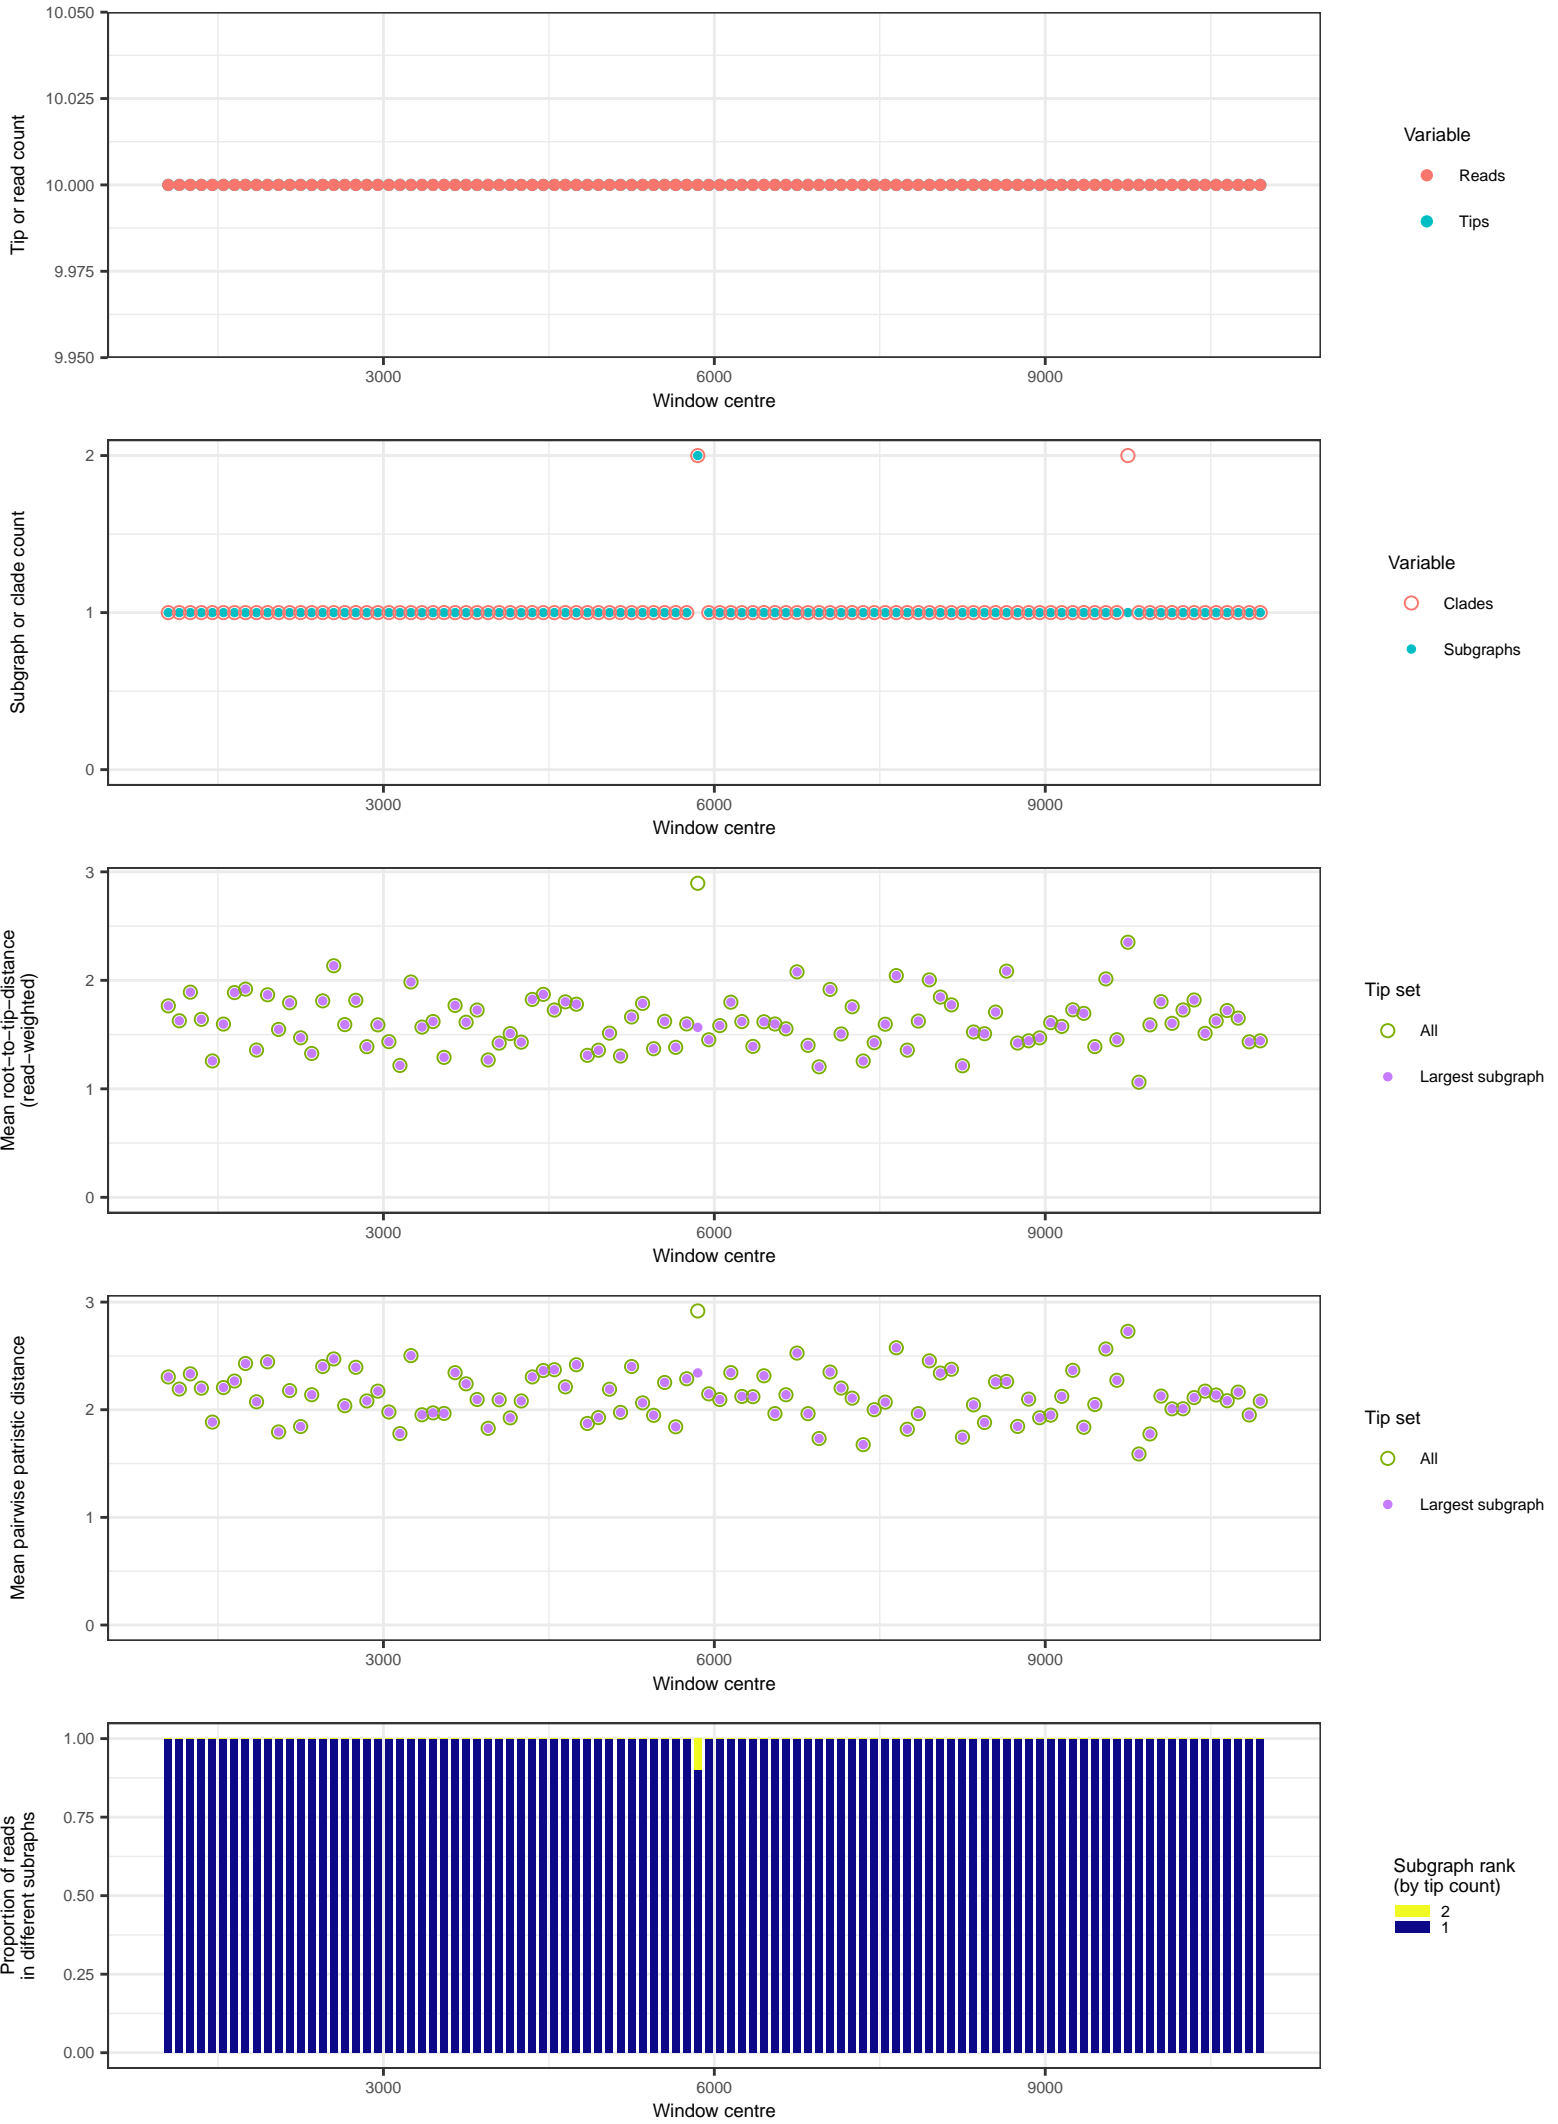 10.050
10.025
10.000
9.975
9.950
Tip or read count
3000
6000
9000
Window centre
Variable
Reads
Tips
2
1
0
Subgraph or clade count
3000
6000
9000
Window centre
Variable
Clades
Subgraphs
3
2
1
0
Mean root−to−tip−distance
(read−weighted)
3000
6000
9000
Window centre
Tip set
All
Largest subgraph
3
2
1
0
Mean pairwise patristic distance
3000
6000
9000
Window centre
Tip set
All
Largest subgraph
1.00
0.75
0.50
0.25
0.00
Proportion of reads
in different subraphs
3000
6000
9000
Window centre
Subgraph rank
(by tip count)
2
1